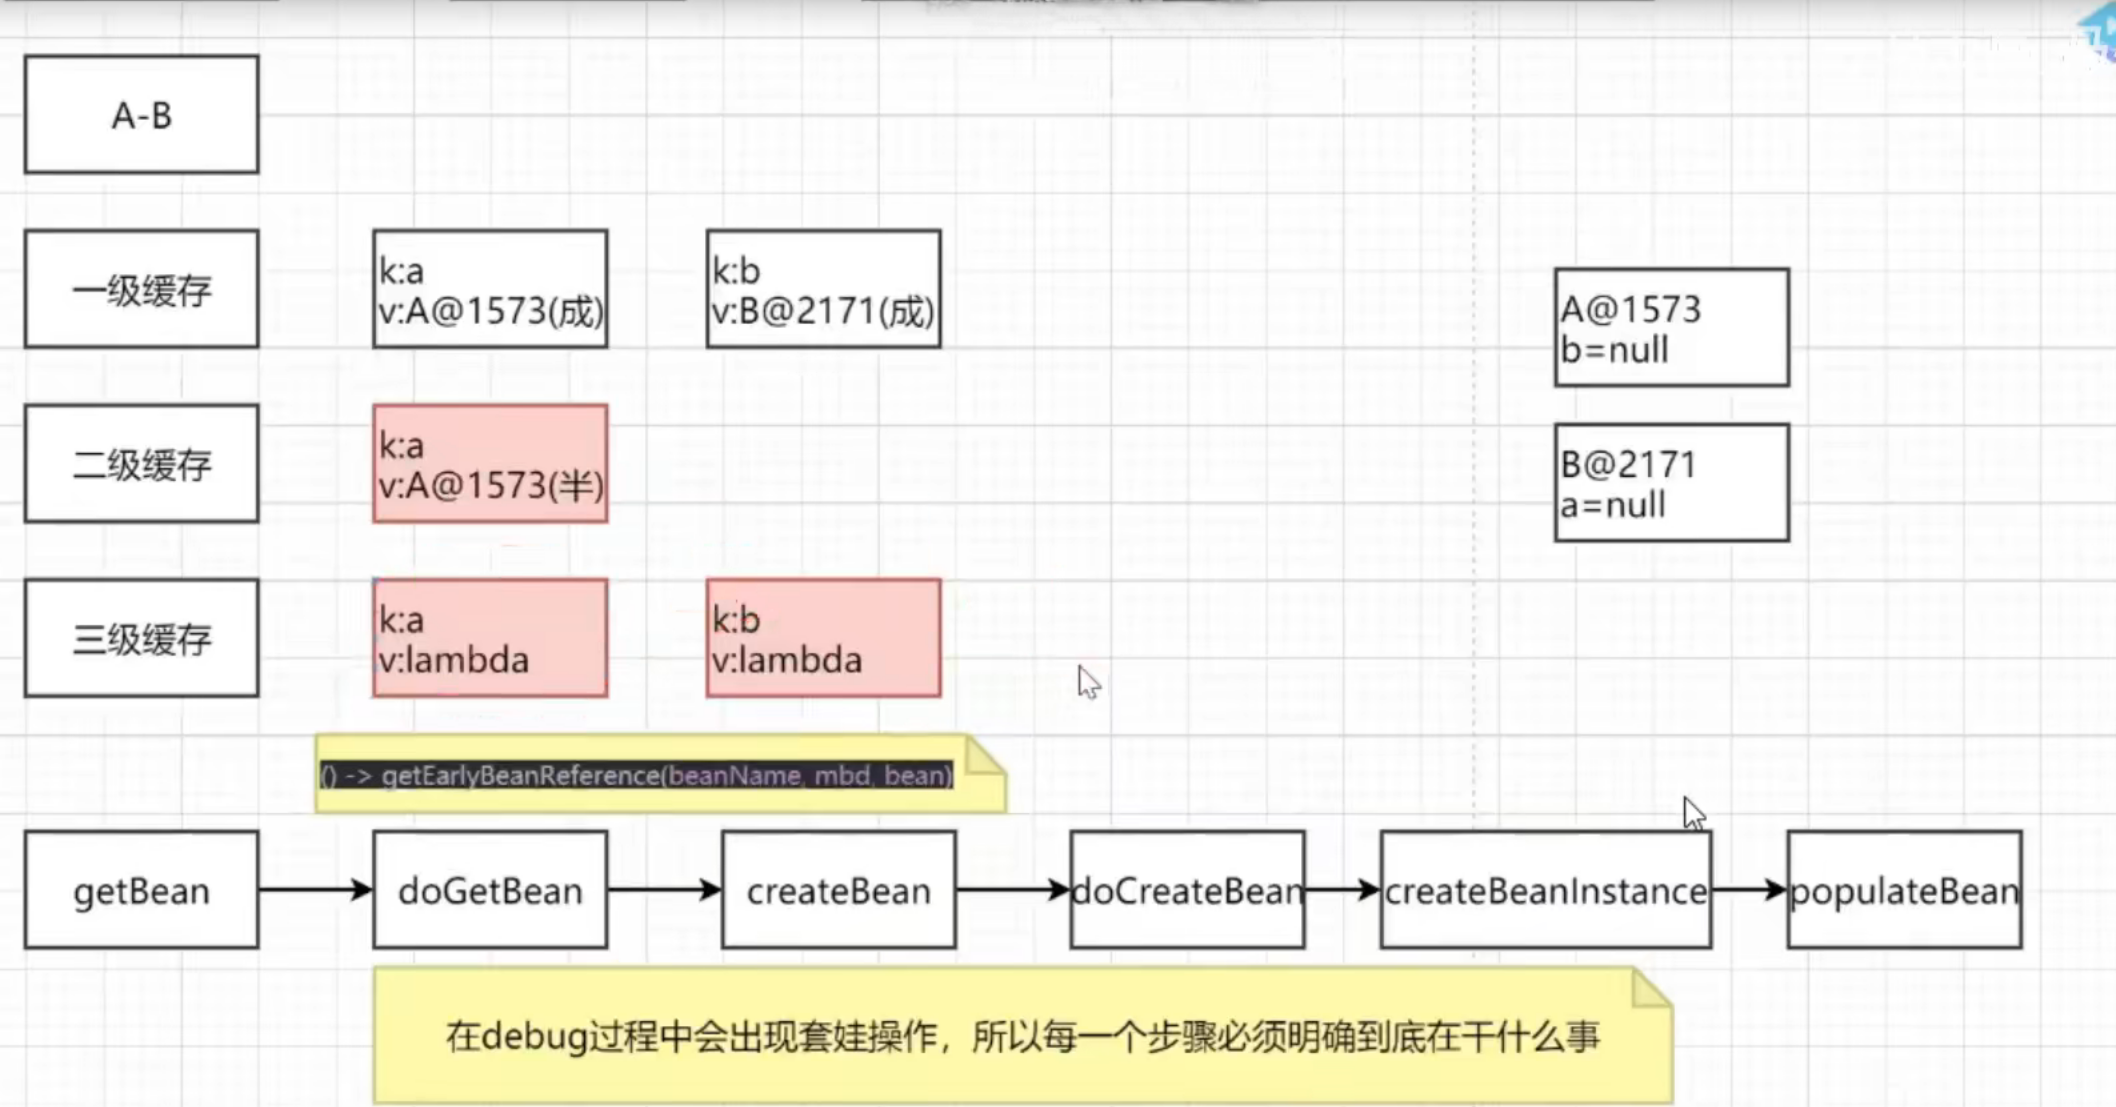 A-B
一级缓存
k:a
v:A@1573(成)
k:b
v:B@2171(成)
A@1573
b=null
二级缓存
k:a
v:A@1573(半)
B@2171
a=null
三级缓存
k:a
v:lambda
k:b
v:lambda
() -> getEarlyBeanReference(beanName, mbd, bean)
getBean
doGetBean
createBean
doCreateBean
createBeanInstance
populateBean
在debug过程中会出现套娃操作，所以每一个步骤必须明确到底在干什么事